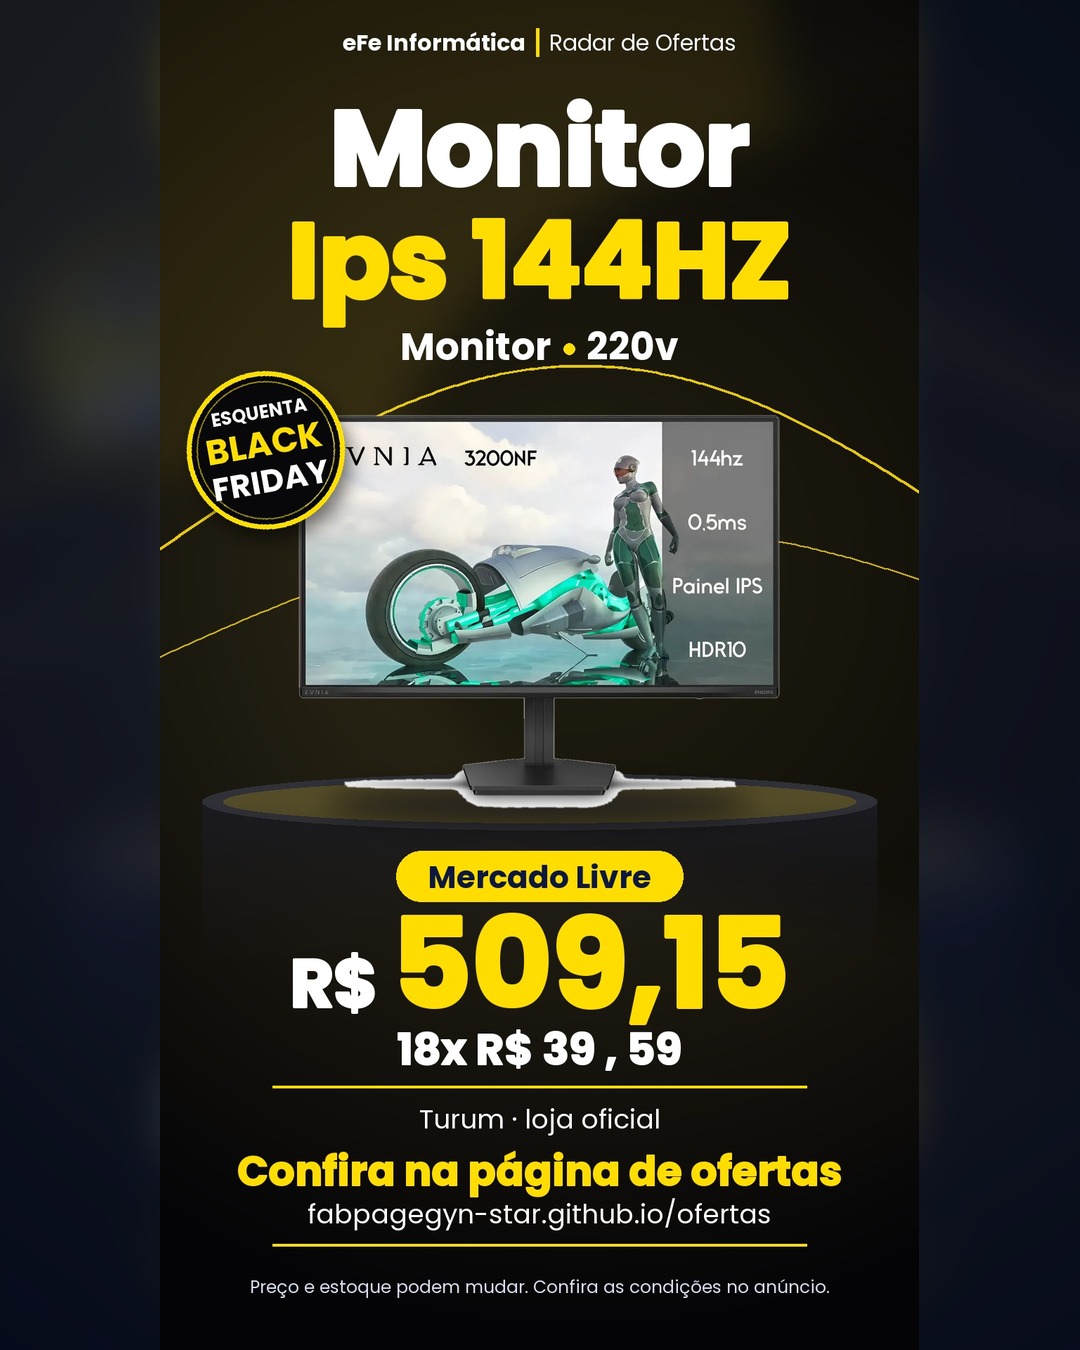 eFe Informática | Radar de Ofertas
Monitor
Ips 144HZ
Monitor • 220v
ESQUENTA
BLACK
FRIDAY
VNIA 3200NF
144hz
0,5ms
Painel IPS
HDR10
EVNIA
PHILIPS
Mercado Livre
R$ 509,15
18x R$ 39 , 59
Turum · loja oficial
Confira na página de ofertas
fabpagegyn-star.github.io/ofertas
Preço e estoque podem mudar. Confira as condições no anúncio.